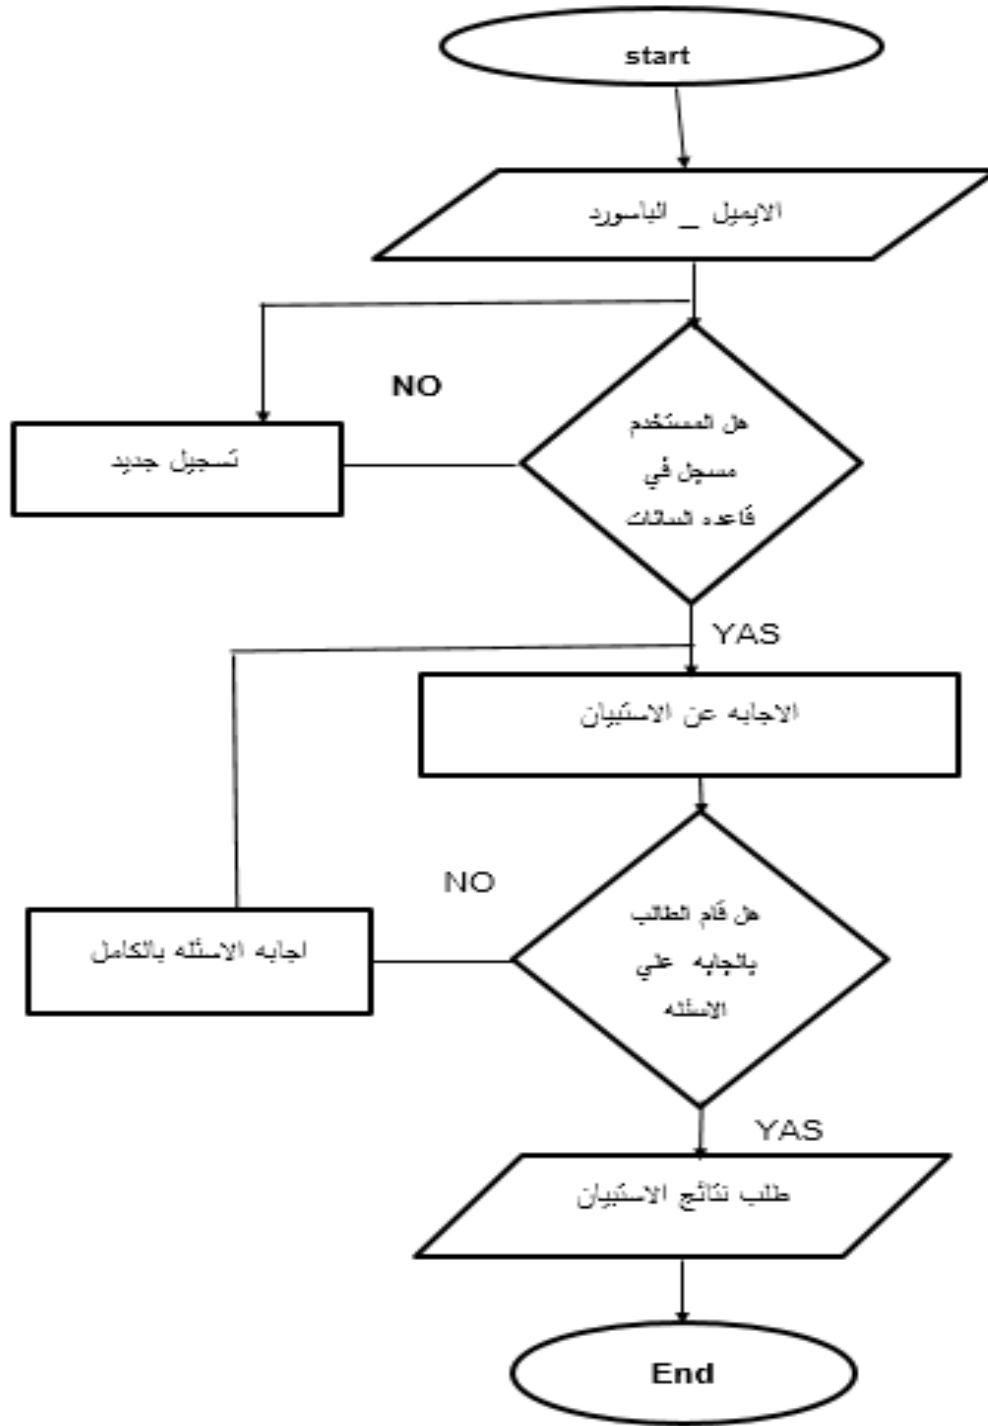 start
الايميل _ الباسورد
NO
هل المستخدم
مسجل في
قاعده
تسجيل جديد
YAS
الاجابه عن الاستبيان
NO
هل قام الطالب
بالجابه علي
الاسئله
اجابه الاسئله بالكامل
YAS
طلب نتائج الاستبيان
End